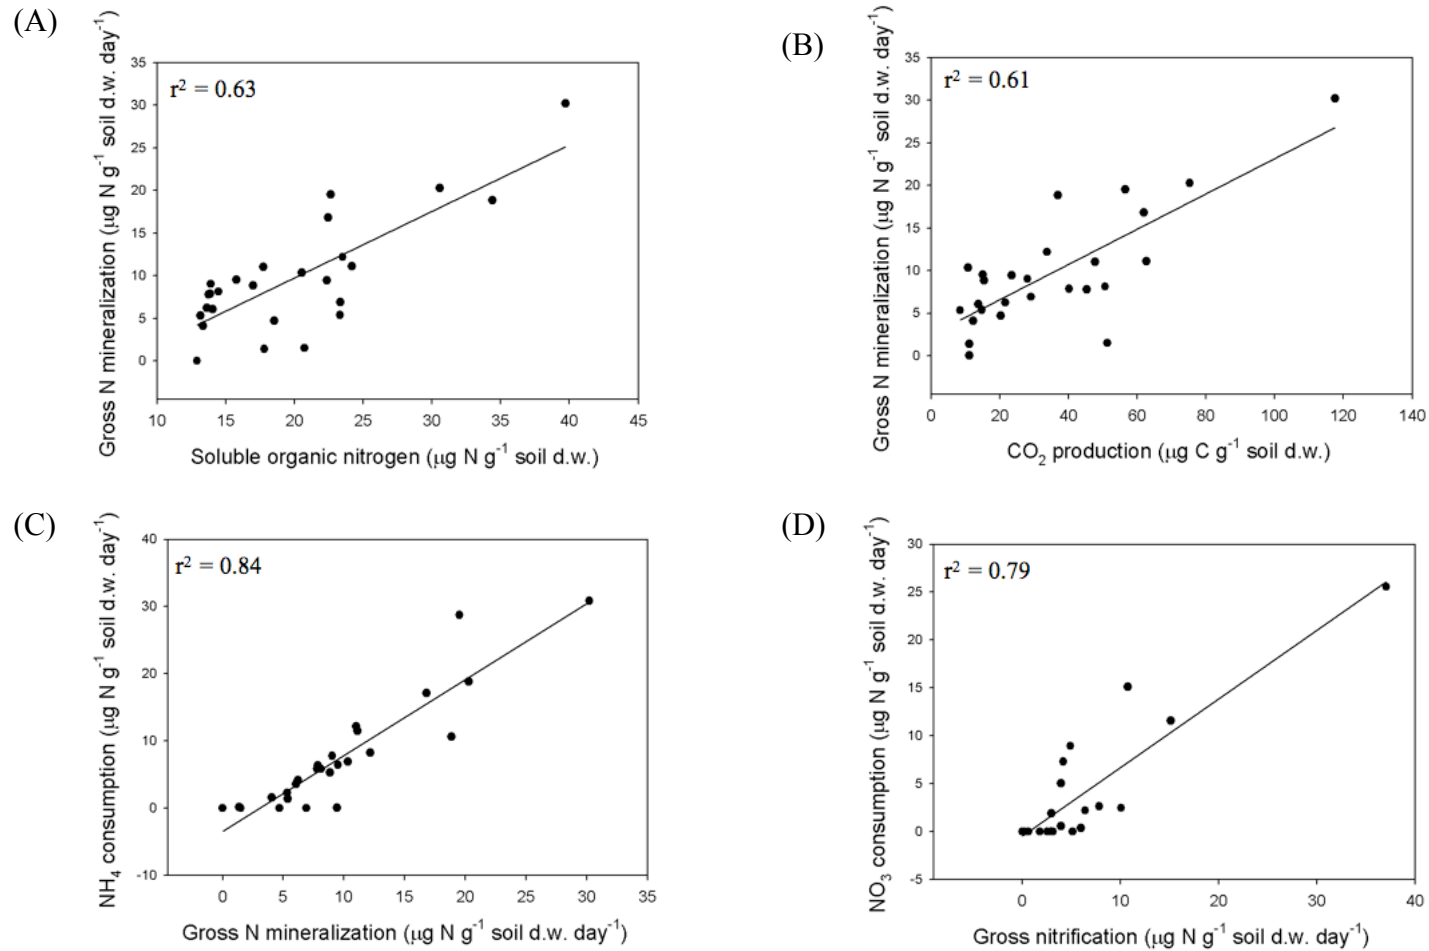 (A)
Gross N mineralization (µg N g⁻¹ soil d.w. day⁻¹)
35
30
25
20
15
10
5
0
r² = 0.63
10 15 20 25 30 35 40 45
Soluble organic nitrogen (µg N g⁻¹ soil d.w.)
(B)
Gross N mineralization (µg N g⁻¹ soil d.w. day⁻¹)
35
30
25
20
15
10
5
0
r² = 0.61
0 20 40 60 80 100 120 140
CO₂ production (µg C g⁻¹ soil d.w.)
(C)
NH₄ consumption (µg N g⁻¹ soil d.w. day⁻¹)
40
30
20
10
0
-10
r² = 0.84
0 5 10 15 20 25 30 35
Gross N mineralization (µg N g⁻¹ soil d.w. day⁻¹)
(D)
NO₃ consumption (µg N g⁻¹ soil d.w. day⁻¹)
30
25
20
15
10
5
0
-5
r² = 0.79
0 10 20 30 40
Gross nitrification (µg N g⁻¹ soil d.w. day⁻¹)